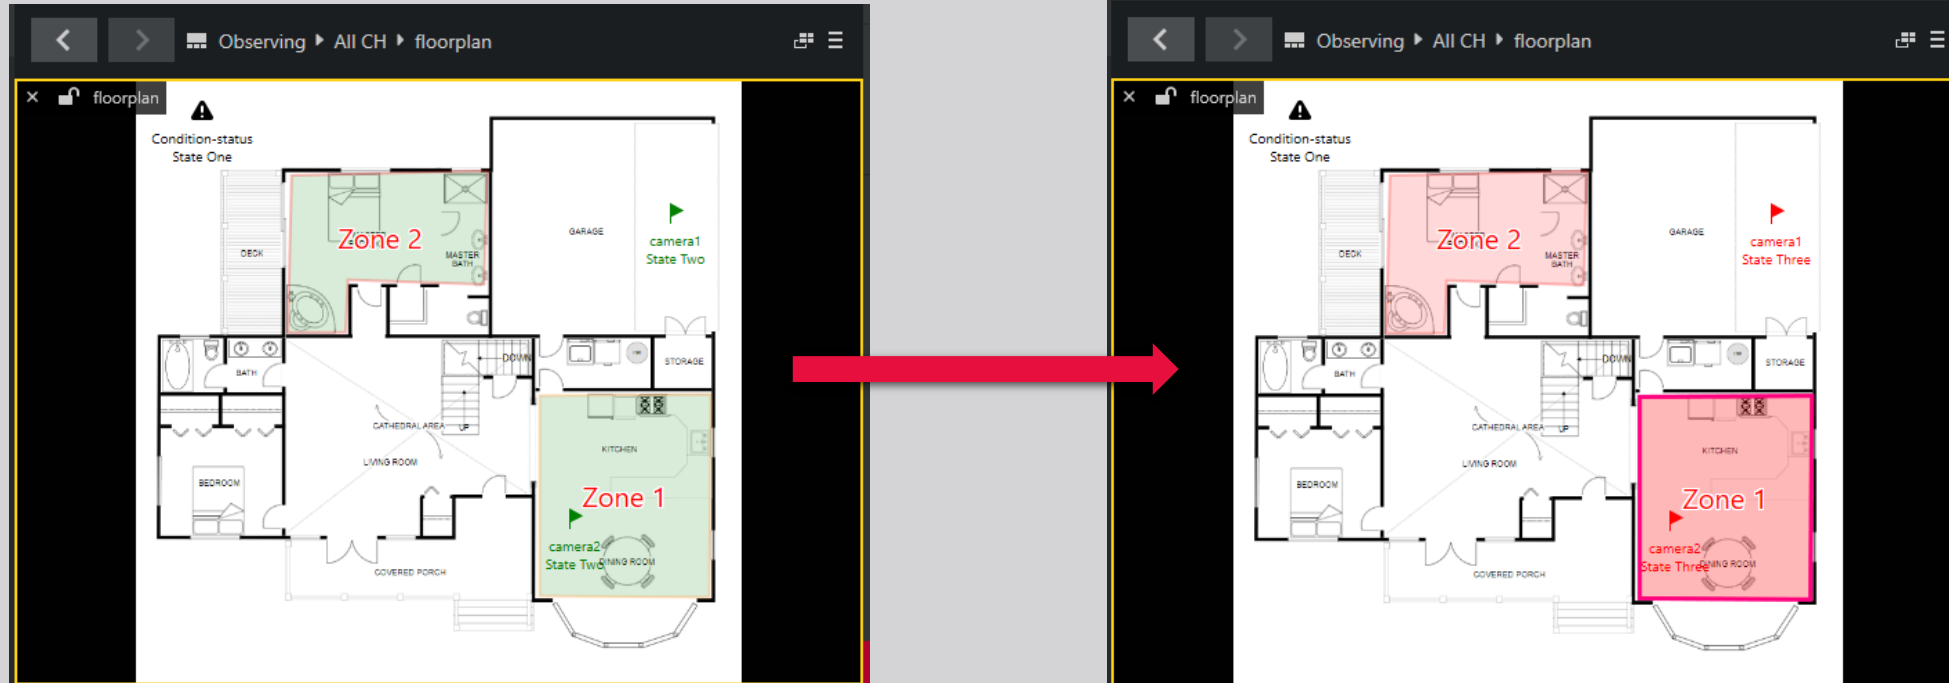 Observing All CH floorplan
floorplan
Condition-status
State One
Zone 2
MASTER
BATH
DECK
GARAGE
camera1
State Two
BATH
DOWN
STORAGE
CATHEDRAL AREA
UP
LIVING ROOM
KITCHEN
BEDROOM
Zone 1
camera2
State Two
DINING ROOM
COVERED PORCH
Observing All CH floorplan
floorplan
Condition-status
State One
Zone 2
MASTER
BATH
DECK
GARAGE
camera1
State Three
BATH
DOWN
STORAGE
CATHEDRAL AREA
UP
LIVING ROOM
KITCHEN
BEDROOM
Zone 1
camera2
State Three
DINING ROOM
COVERED PORCH